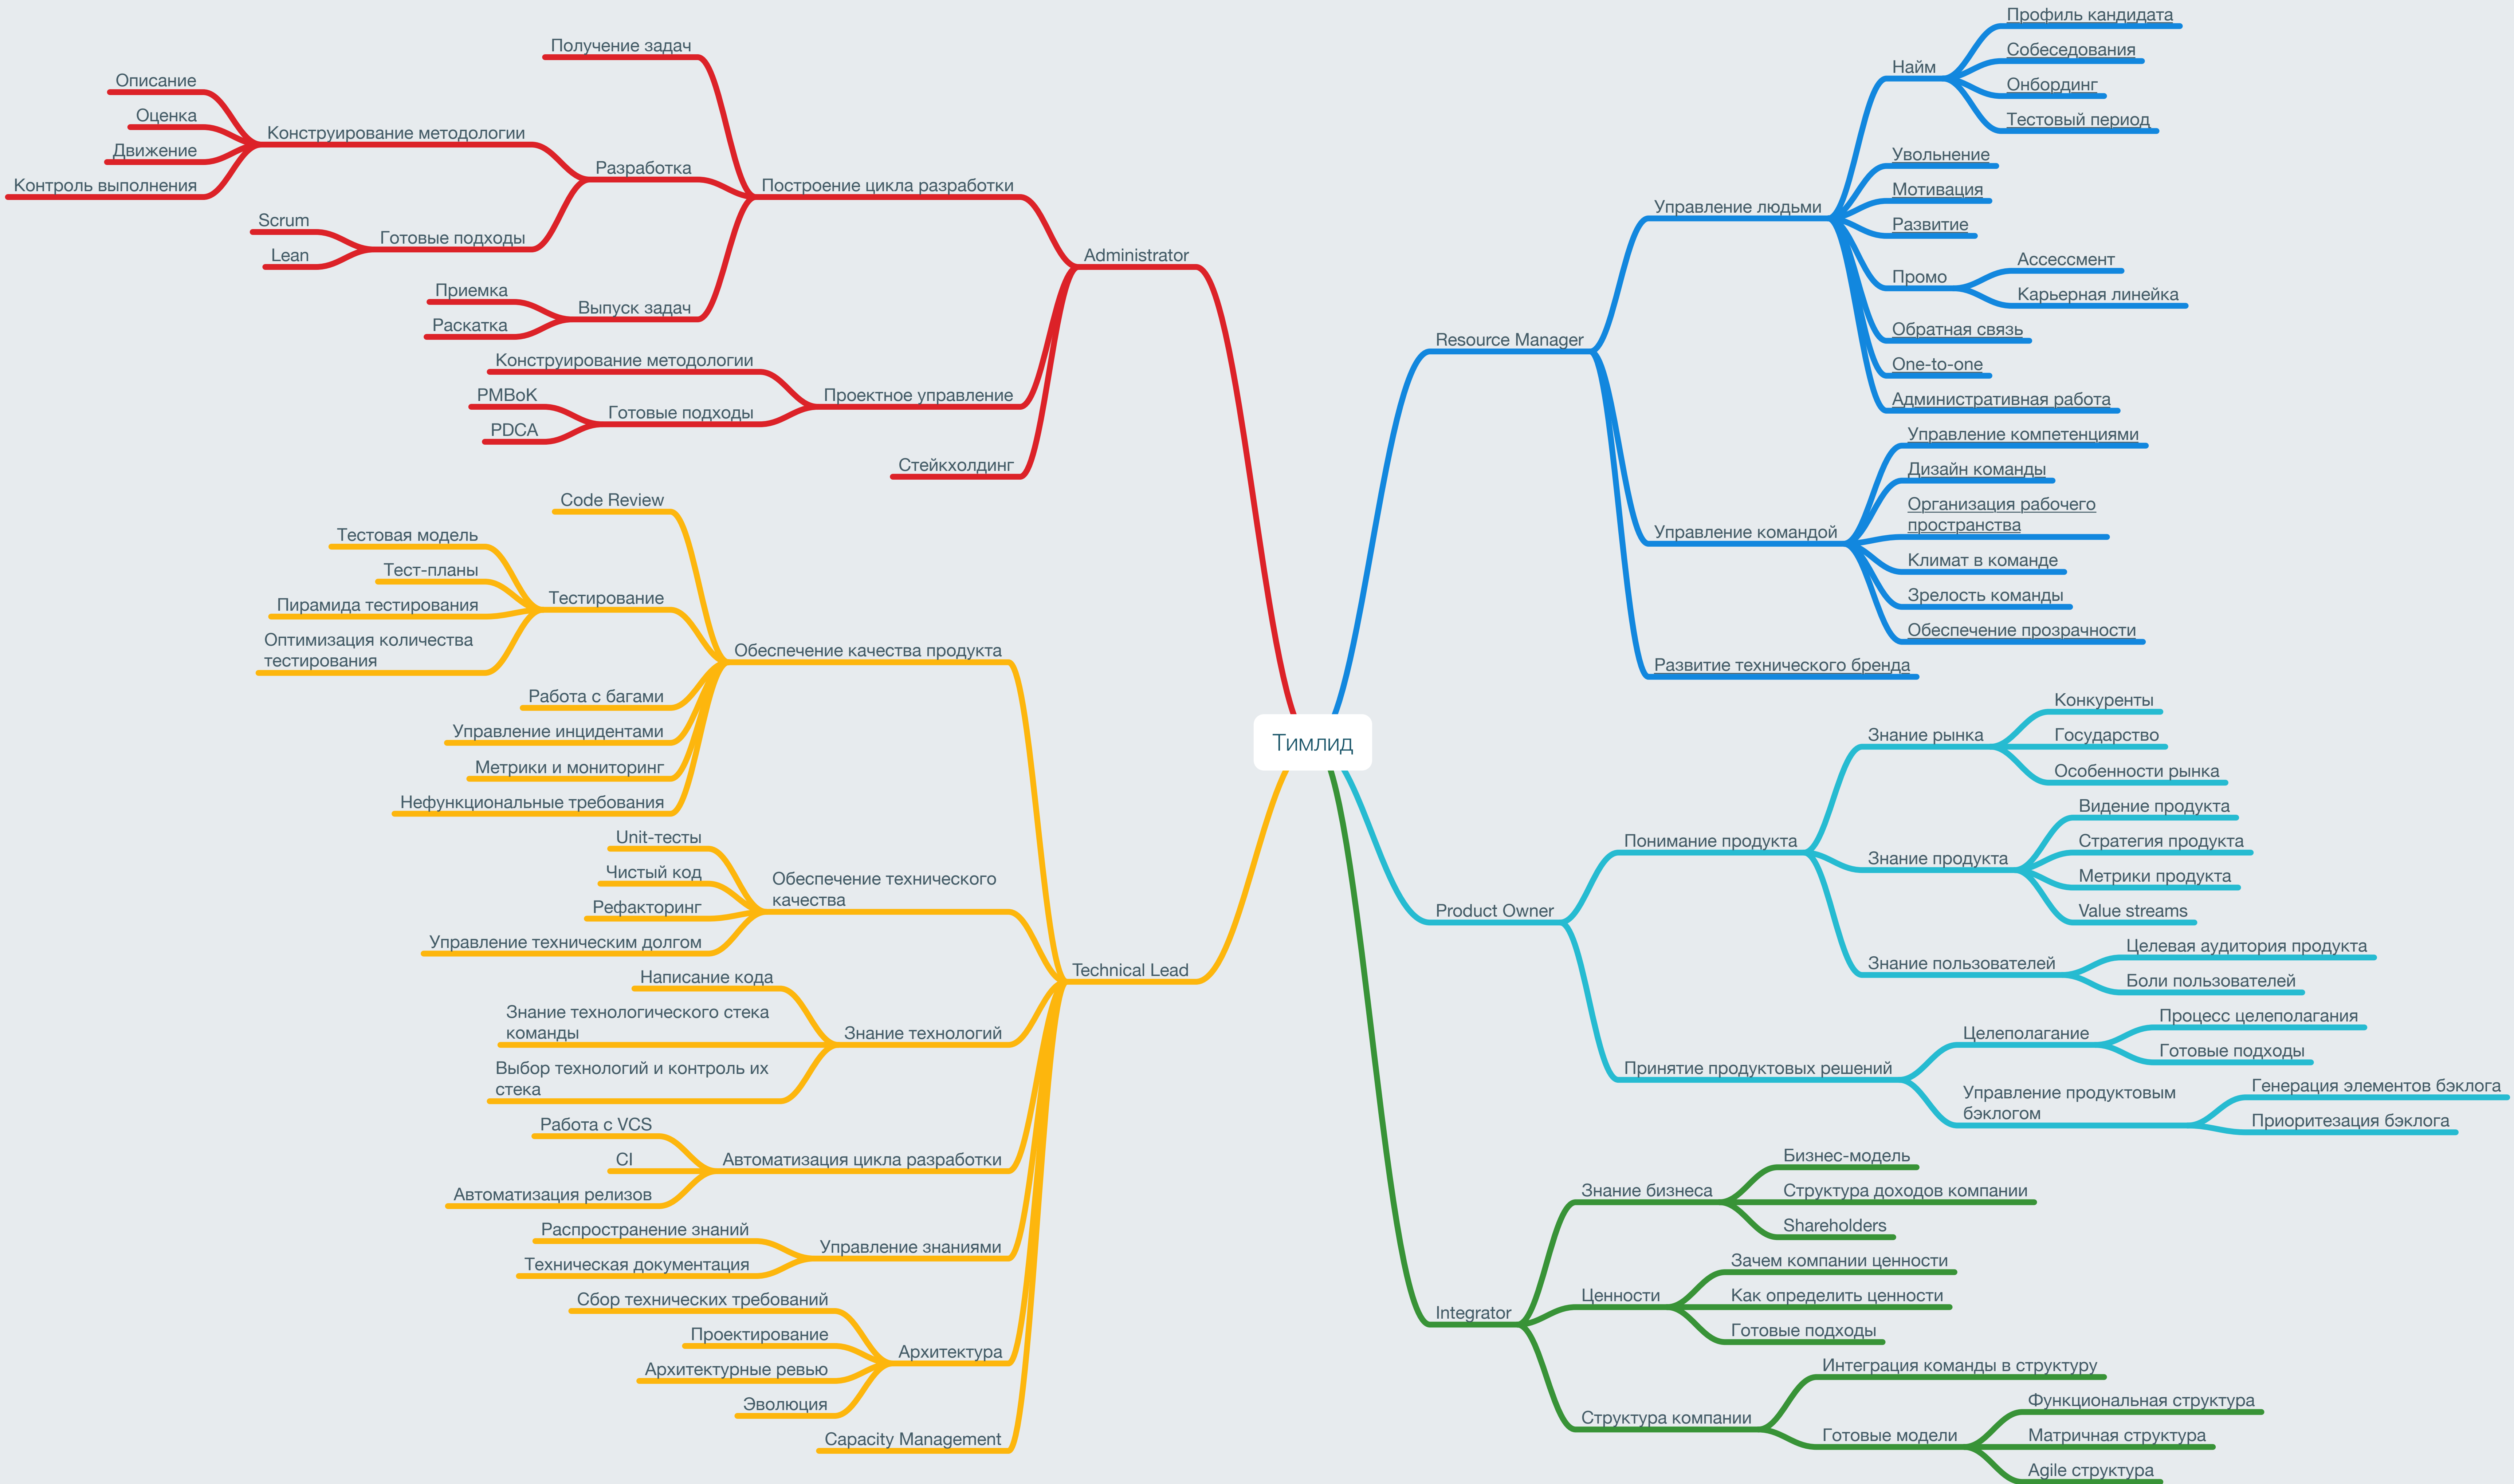 Тимлид
Administrator
Построение цикла разработки
Получение задач
Разработка
Конструирование методологии
Описание
Оценка
Движение
Контроль выполнения
Готовые подходы
Scrum
Lean
Выпуск задач
Приемка
Раскатка
Проектное управление
Конструирование методологии
Готовые подходы
PMBoK
PDCA
Стейкхолдинг
Technical Lead
Обеспечение качества продукта
Code Review
Тестирование
Тестовая модель
Тест-планы
Пирамида тестирования
Оптимизация количества
тестирования
Работа с багами
Управление инцидентами
Метрики и мониторинг
Нефункциональные требования
Обеспечение технического
качества
Unit-тесты
Чистый код
Рефакторинг
Управление техническим долгом
Знание технологий
Написание кода
Знание технологического стека
команды
Выбор технологий и контроль их
стека
Автоматизация цикла разработки
Работа с VCS
CI
Автоматизация релизов
Управление знаниями
Распространение знаний
Техническая документация
Архитектура
Сбор технических требований
Проектирование
Архитектурные ревью
Эволюция
Capacity Management
Resource Manager
Управление людьми
Найм
Профиль кандидата
Собеседования
Онбординг
Тестовый период
Увольнение
Мотивация
Развитие
Промо
Ассессмент
Карьерная линейка
Обратная связь
One-to-one
Административная работа
Управление командой
Управление компетенциями
Дизайн команды
Организация рабочего
пространства
Климат в команде
Зрелость команды
Обеспечение прозрачности
Развитие технического бренда
Product Owner
Понимание продукта
Знание рынка
Конкуренты
Государство
Особенности рынка
Знание продукта
Видение продукта
Стратегия продукта
Метрики продукта
Value streams
Знание пользователей
Целевая аудитория продукта
Боли пользователей
Принятие продуктовых решений
Целеполагание
Процесс целеполагания
Готовые подходы
Управление продуктовым
бэклогом
Генерация элементов бэклога
Приоритезация бэклога
Integrator
Знание бизнеса
Бизнес-модель
Структура доходов компании
Shareholders
Ценности
Зачем компании ценности
Как определить ценности
Готовые подходы
Структура компании
Интеграция команды в структуру
Готовые модели
Функциональная структура
Матричная структура
Agile структура